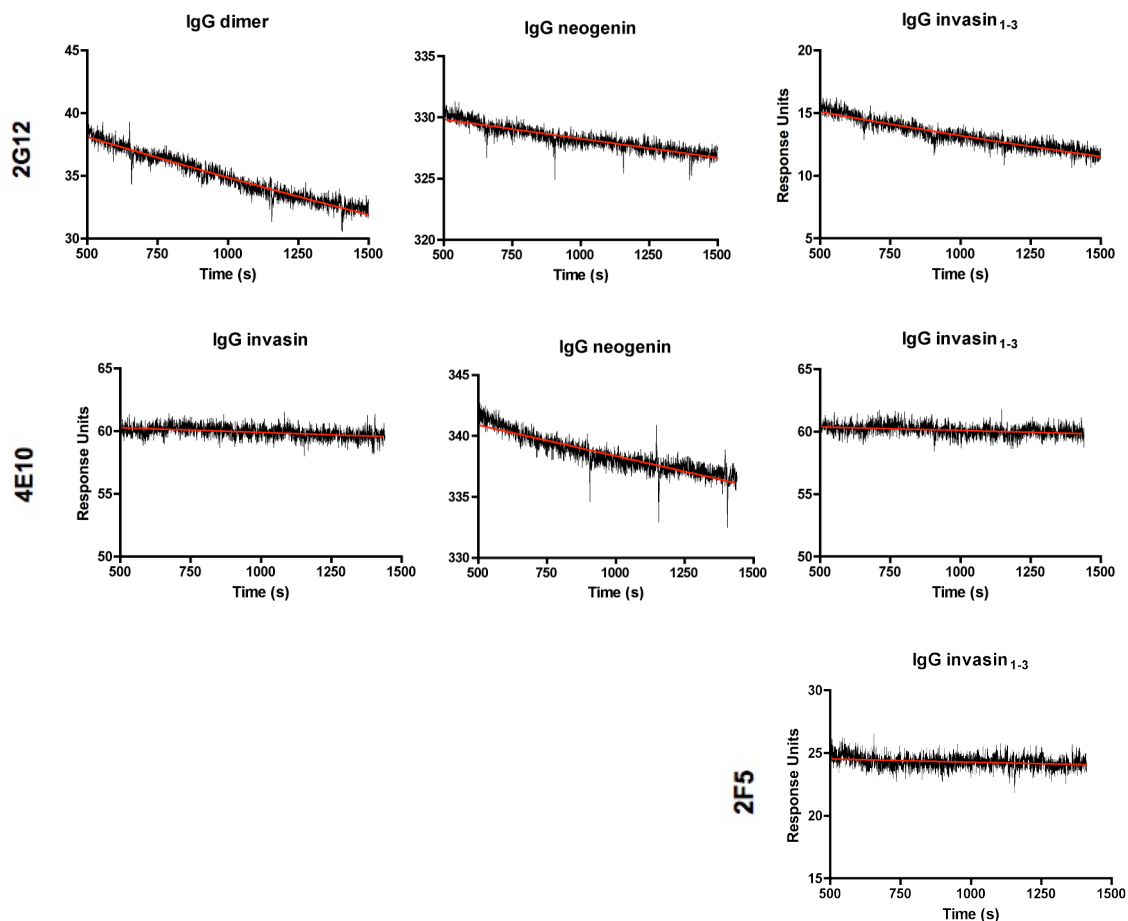 IgG dimer
45
40
35
30
500 750 1000 1250 1500
Time (s)
2G12
IgG neogenin
335
330
325
320
500 750 1000 1250 1500
Time (s)
IgG invasin1-3
20
15
10
5
Response Units
500 750 1000 1250 1500
Time (s)
4E10
IgG invasin
65
60
55
50
Response Units
500 750 1000 1250 1500
Time (s)
IgG neogenin
345
340
335
330
500 750 1000 1250 1500
Time (s)
IgG invasin1-3
65
60
55
50
Response Units
500 750 1000 1250 1500
Time (s)
2F5
IgG invasin1-3
30
25
20
15
Response Units
500 750 1000 1250 1500
Time (s)